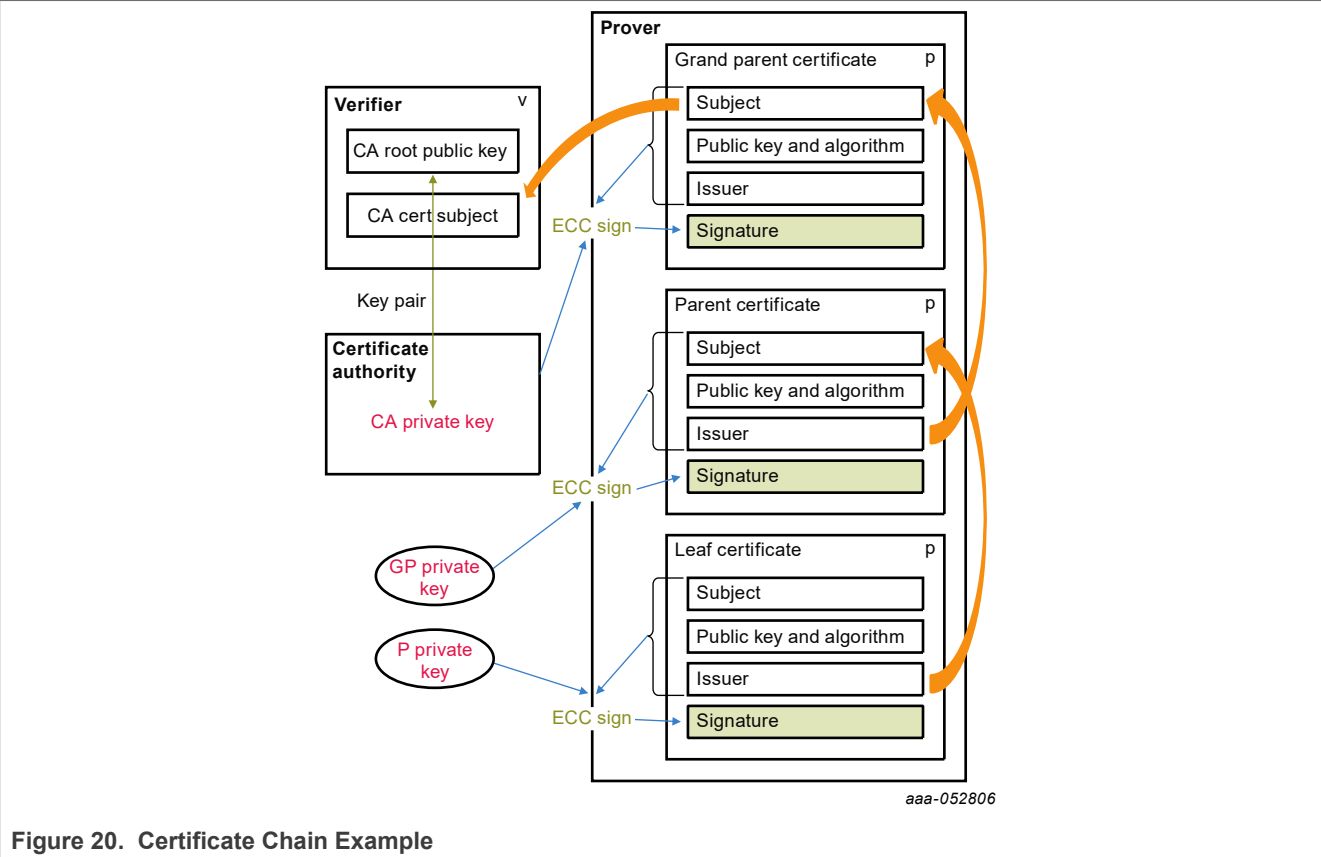 Prover
Grand parent certificate p
Subject
Public key and algorithm
Issuer
Signature
Verifier v
CA root public key
CA cert subject
ECC sign
Key pair
Certificate
authority
CA private key
Parent certificate p
Subject
Public key and algorithm
Issuer
Signature
ECC sign
GP private
key
P private
key
Leaf certificate p
Subject
Public key and algorithm
Issuer
Signature
ECC sign
aaa-052806
Figure 20. Certificate Chain Example